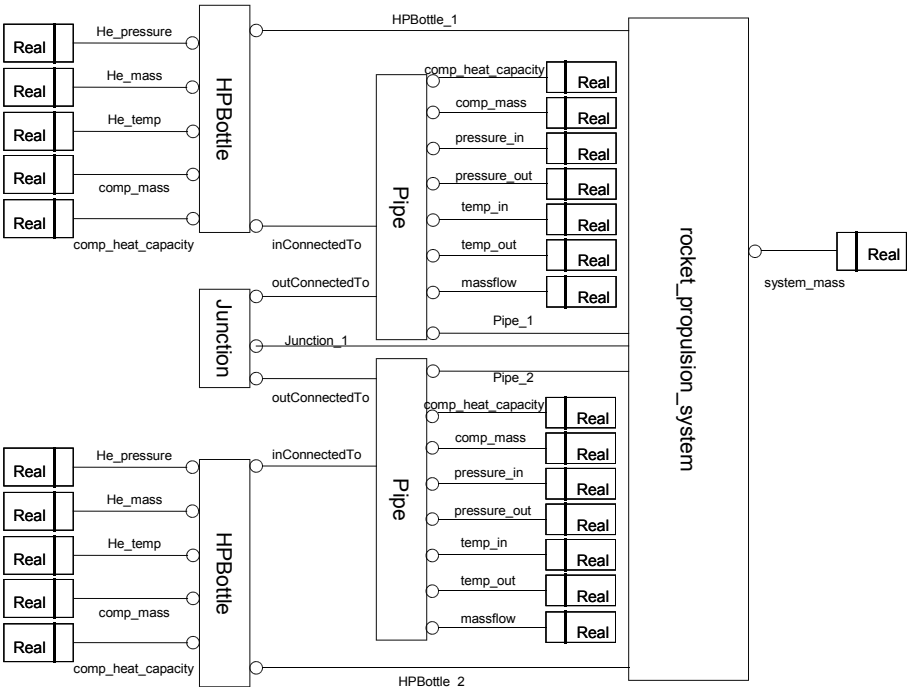 HPBottle_1
He_pressure
Real
He_mass
Real
He_temp
Real
comp_mass
Real
comp_heat_capacity
Real
HPBottle
inConnectedTo
outConnectedTo
Junction
Junction_1
outConnectedTo
Pipe
comp_heat_capacity
Real
comp_mass
Real
pressure_in
Real
pressure_out
Real
temp_in
Real
temp_out
Real
massflow
Real
Pipe_1
Pipe_2
rocket_propulsion_system
system_mass
Real
He_pressure
Real
He_mass
Real
He_temp
Real
comp_mass
Real
comp_heat_capacity
Real
HPBottle
inConnectedTo
Pipe
comp_heat_capacity
Real
comp_mass
Real
pressure_in
Real
pressure_out
Real
temp_in
Real
temp_out
Real
massflow
Real
HPBottle_2